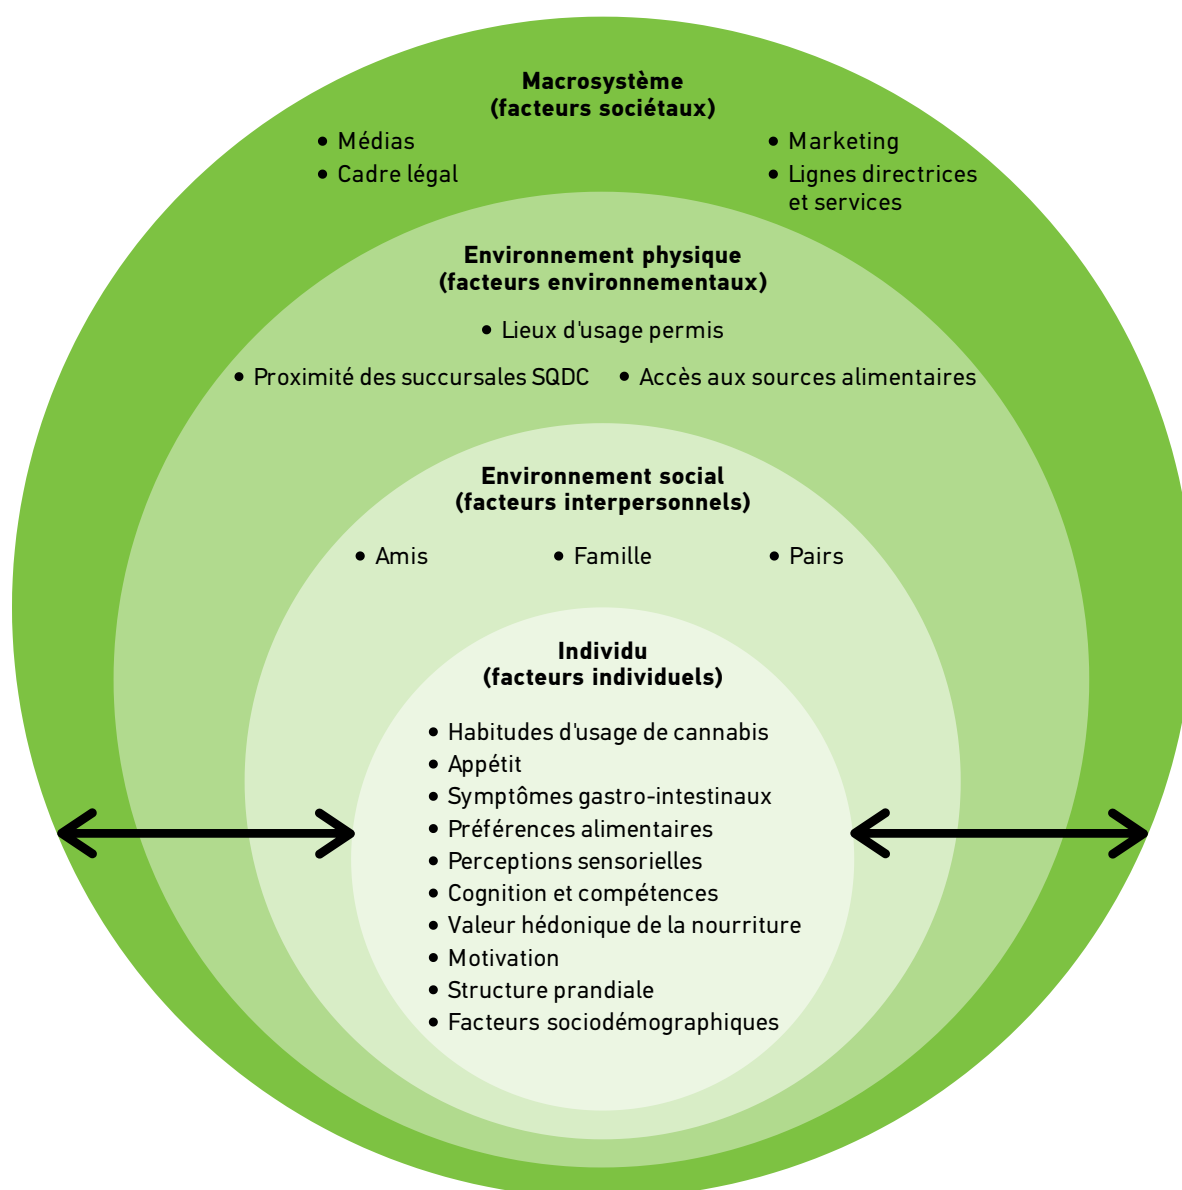 Macrosystème
(facteurs sociétaux)
• Médias
• Cadre légal
• Marketing
• Lignes directrices
et services
Environnement physique
(facteurs environnementaux)
• Lieux d'usage permis
• Proximité des succursales SQDC • Accès aux sources alimentaires
Environnement social
(facteurs interpersonnels)
• Amis • Famille • Pairs
Individu
(facteurs individuels)
• Habitudes d'usage de cannabis
• Appétit
• Symptômes gastro-intestinaux
• Préférences alimentaires
• Perceptions sensorielles
• Cognition et compétences
• Valeur hédonique de la nourriture
• Motivation
• Structure prandiale
• Facteurs sociodémographiques